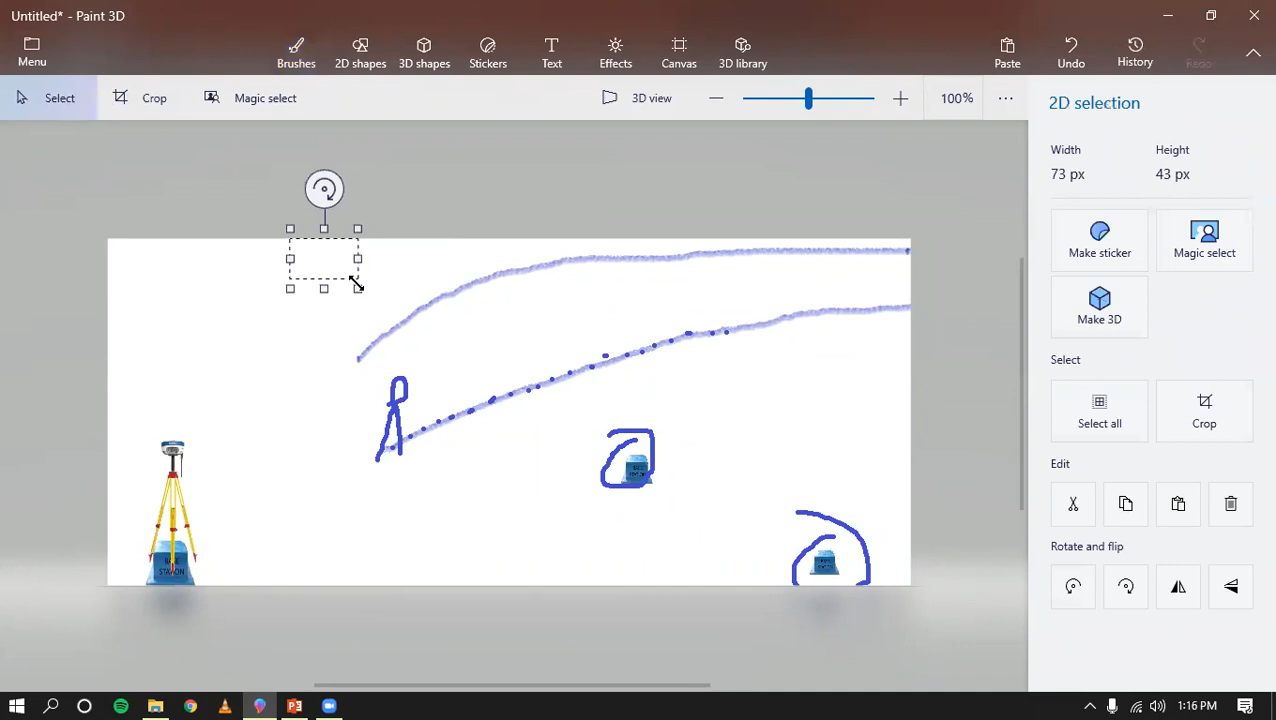 Untitled* - Paint 3D
Menu
Brushes
2D shapes
3D shapes
Stickers
Text
Effects
Canvas
3D library
Paste
Undo
History
Redo
Select
Crop
Magic select
3D view
100%
2D selection
Width
Height
73 px
43 px
Make sticker
Magic select
Make 3D
Select
Select all
Crop
Edit
Rotate and flip
BASE
STATION
1:16 PM